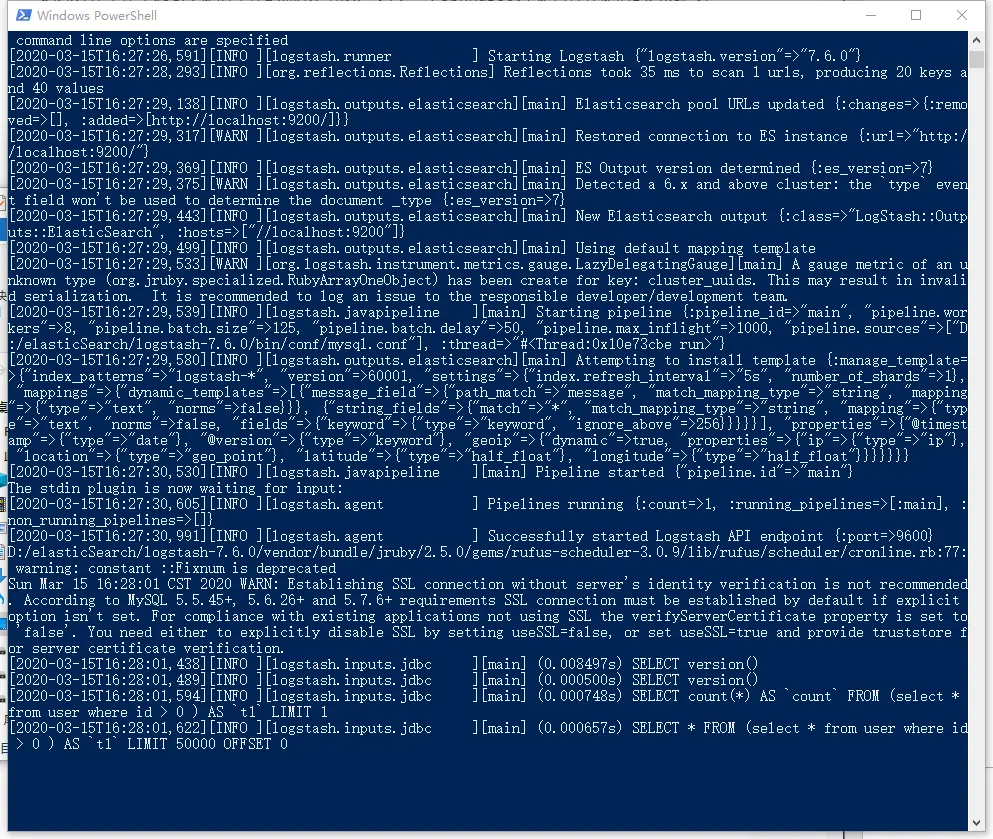 Windows PowerShell
command line options are specified
[2020-03-15T16:27:26,591][INFO ][logstash.runner          ] Starting Logstash {"logstash.version"=>"7.6.0"}
[2020-03-15T16:27:28,293][INFO ][org.reflections.Reflections] Reflections took 35 ms to scan 1 urls, producing 20 keys a
nd 40 values
[2020-03-15T16:27:29,138][INFO ][logstash.outputs.elasticsearch][main] Elasticsearch pool URLs updated {:changes=>{:remo
ved=>[], :added=>[http://localhost:9200/]}}
[2020-03-15T16:27:29,317][WARN ][logstash.outputs.elasticsearch][main] Restored connection to ES instance {:url=>"http:/
/localhost:9200/"}
[2020-03-15T16:27:29,369][INFO ][logstash.outputs.elasticsearch][main] ES Output version determined {:es_version=>7}
[2020-03-15T16:27:29,375][WARN ][logstash.outputs.elasticsearch][main] Detected a 6.x and above cluster: the `type` even
t field won't be used to determine the document _type {:es_version=>7}
[2020-03-15T16:27:29,443][INFO ][logstash.outputs.elasticsearch][main] New Elasticsearch output {:class=>"LogStash::Outp
uts::ElasticSearch", :hosts=>["//localhost:9200"]}
[2020-03-15T16:27:29,499][INFO ][logstash.outputs.elasticsearch][main] Using default mapping template
[2020-03-15T16:27:29,533][WARN ][org.logstash.instrument.metrics.gauge.LazyDelegatingGauge][main] A gauge metric of an u
nknown type (org.jruby.specialized.RubyArrayOneObject) has been create for key: cluster_uuids. This may result in invali
d serialization.  It is recommended to log an issue to the responsible developer/development team.
[2020-03-15T16:27:29,539][INFO ][logstash.javapipeline    ][main] Starting pipeline {:pipeline_id=>"main", "pipeline.wor
kers"=>8, "pipeline.batch.size"=>125, "pipeline.batch.delay"=>50, "pipeline.max_inflight"=>1000, "pipeline.sources"=>["D
:/elasticSearch/logstash-7.6.0/bin/conf/mysql.conf"], :thread=>"#<Thread:0x10e73cbe run>"}
[2020-03-15T16:27:29,580][INFO ][logstash.outputs.elasticsearch][main] Attempting to install template {:manage_template=
>{"index_patterns"=>"logstash-*", "version"=>60001, "settings"=>{"index.refresh_interval"=>"5s", "number_of_shards"=>1},
"mappings"=>{"dynamic_templates"=>[{"message_field"=>{"path_match"=>"message", "match_mapping_type"=>"string", "mapping
"=>{"type"=>"text", "norms"=>false}}}, {"string_fields"=>{"match"=>"*", "match_mapping_type"=>"string", "mapping"=>{"typ
e"=>"text", "norms"=>false, "fields"=>{"keyword"=>{"type"=>"keyword", "ignore_above"=>256}}}}}], "properties"=>{"@timest
amp"=>{"type"=>"date"}, "@version"=>{"type"=>"keyword"}, "geoip"=>{"dynamic"=>true, "properties"=>{"ip"=>{"type"=>"ip"},
"location"=>{"type"=>"geo_point"}, "latitude"=>{"type"=>"half_float"}, "longitude"=>{"type"=>"half_float"}}}}}}}
[2020-03-15T16:27:30,530][INFO ][logstash.javapipeline    ][main] Pipeline started {"pipeline.id"=>"main"}
The stdin plugin is now waiting for input:
[2020-03-15T16:27:30,605][INFO ][logstash.agent           ] Pipelines running {:count=>1, :running_pipelines=>[:main], :
non_running_pipelines=>[]}
[2020-03-15T16:27:30,991][INFO ][logstash.agent           ] Successfully started Logstash API endpoint {:port=>9600}
D:/elasticSearch/logstash-7.6.0/vendor/bundle/jruby/2.5.0/gems/rufus-scheduler-3.0.9/lib/rufus/scheduler/cronline.rb:77:
warning: constant ::Fixnum is deprecated
Sun Mar 15 16:28:01 CST 2020 WARN: Establishing SSL connection without server's identity verification is not recommended
. According to MySQL 5.5.45+, 5.6.26+ and 5.7.6+ requirements SSL connection must be established by default if explicit
option isn't set. For compliance with existing applications not using SSL the verifyServerCertificate property is set to
'false'. You need either to explicitly disable SSL by setting useSSL=false, or set useSSL=true and provide truststore f
or server certificate verification.
[2020-03-15T16:28:01,438][INFO ][logstash.inputs.jdbc     ][main] (0.008497s) SELECT version()
[2020-03-15T16:28:01,489][INFO ][logstash.inputs.jdbc     ][main] (0.000500s) SELECT version()
[2020-03-15T16:28:01,594][INFO ][logstash.inputs.jdbc     ][main] (0.000748s) SELECT count(*) AS `count` FROM (select *
from user where id > 0 ) AS `t1` LIMIT 1
[2020-03-15T16:28:01,622][INFO ][logstash.inputs.jdbc     ][main] (0.000657s) SELECT * FROM (select * from user where id
> 0 ) AS `t1` LIMIT 50000 OFFSET 0